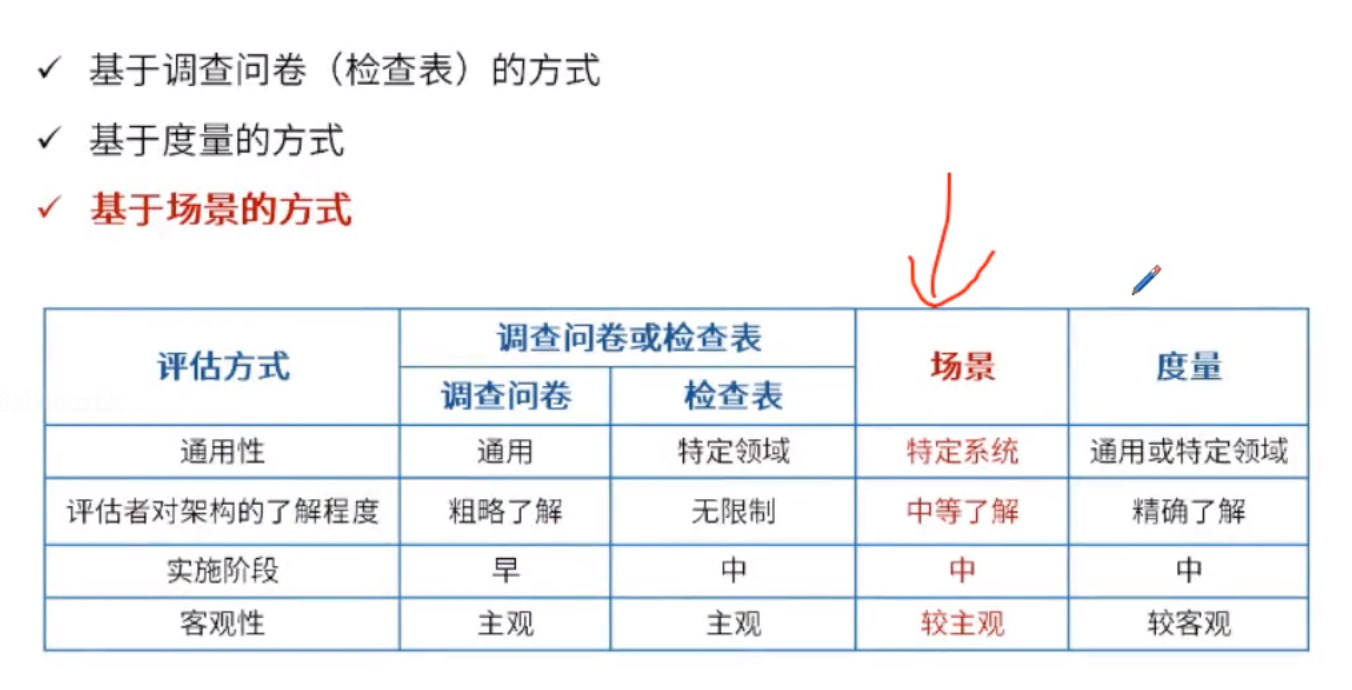 ✓ 基于调查问卷（检查表）的方式
✓ 基于度量的方式
✓ 基于场景的方式
评估方式 调查问卷或检查表 场景 度量
调查问卷 检查表
通用性 通用 特定领域 特定系统 通用或特定领域
评估者对架构的了解程度 粗略了解 无限制 中等了解 精确了解
实施阶段 早 中 中 中
客观性 主观 主观 较主观 较客观